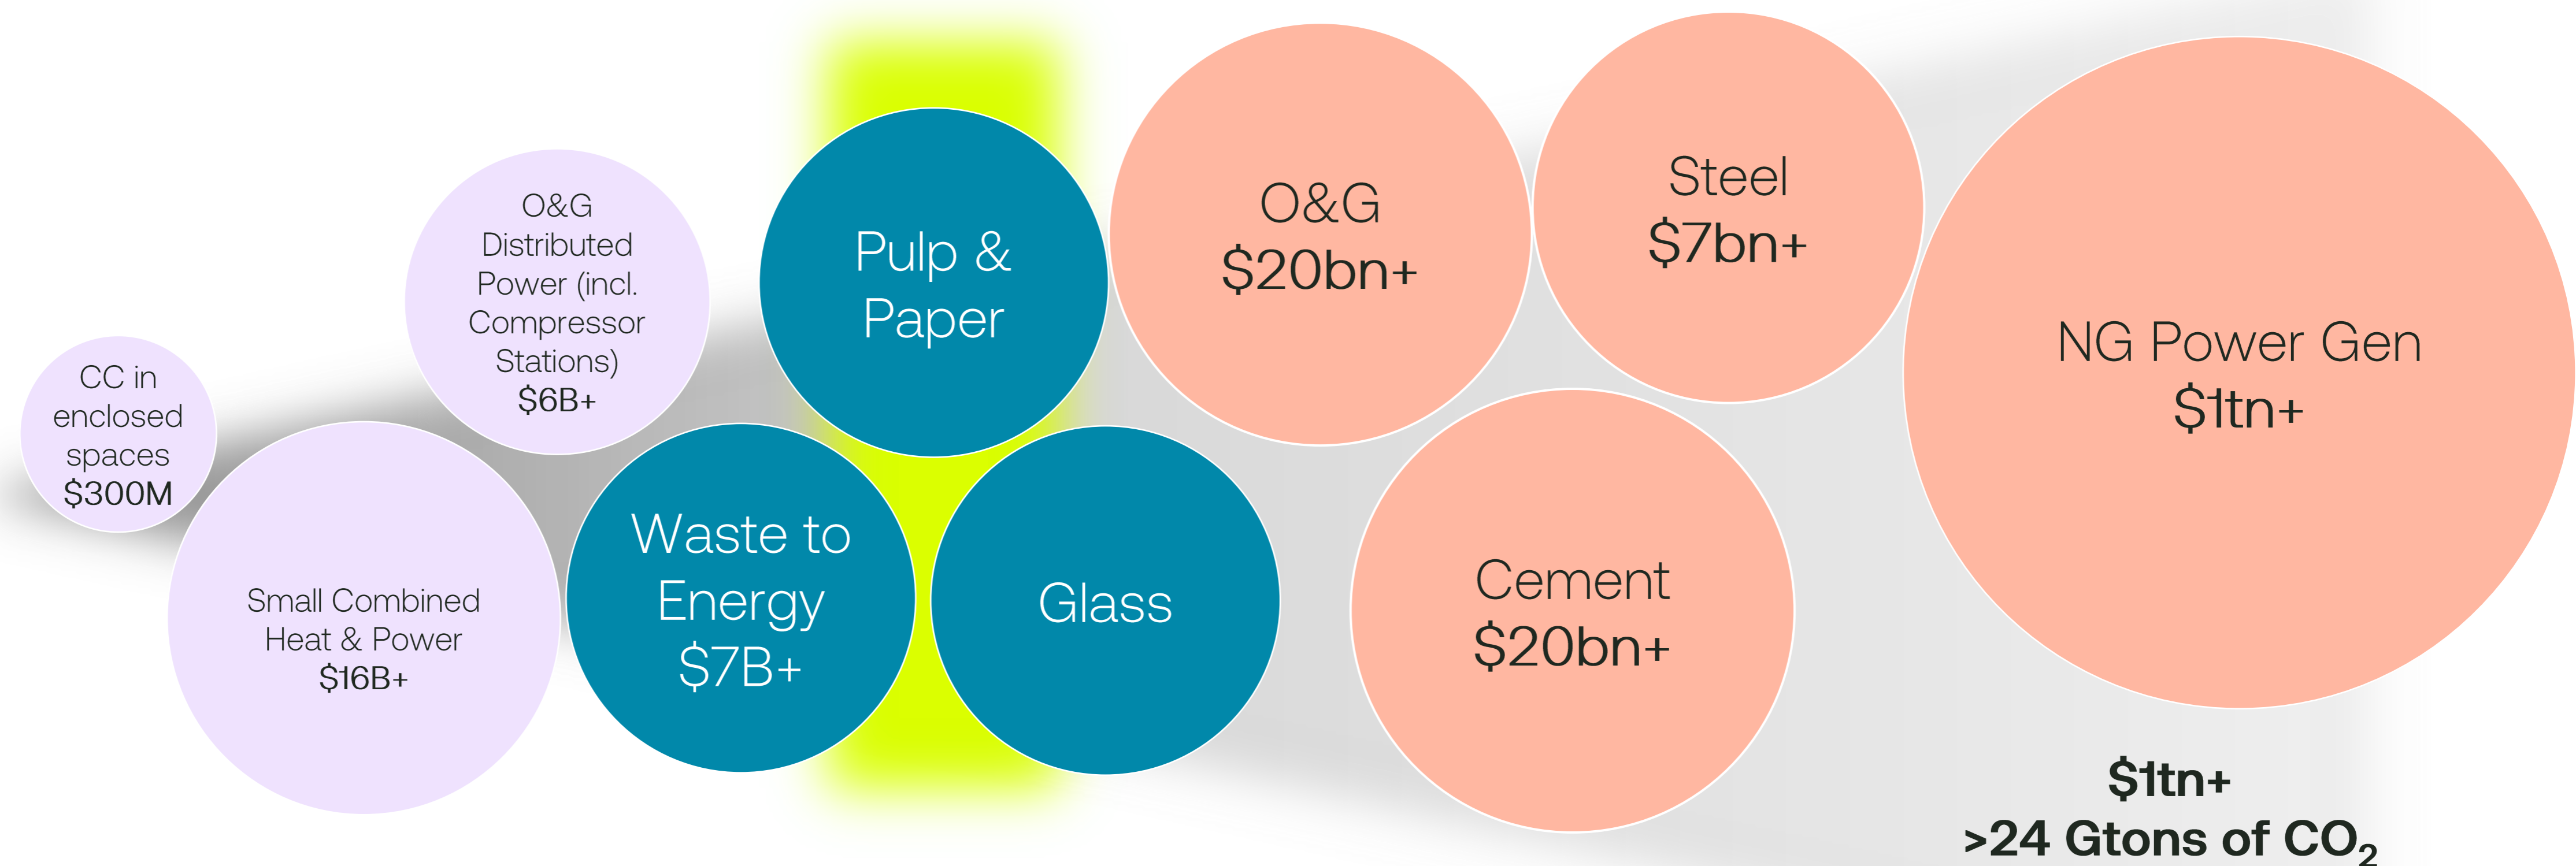 CC in
enclosed
spaces
$300M
Small Combined
Heat & Power
$16B+
O&G
Distributed
Power (incl.
Compressor
Stations)
$6B+
Waste to
Energy
$7B+
Pulp &
Paper
Glass
O&G
$20bn+
Cement
$20bn+
Steel
$7bn+
NG Power Gen
$1tn+
$1tn+
>24 Gtons of CO₂